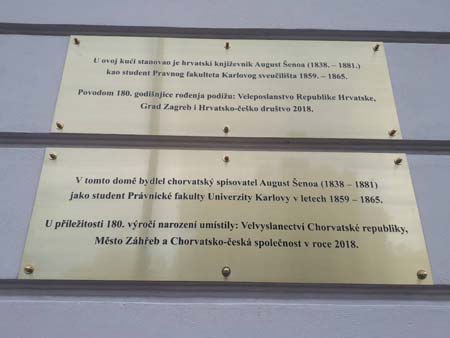 U ovoj kući stanovao je hrvatski književnik August Šenoa (1838. – 1881.)
kao student Pravnog fakulteta Karlovog sveučilišta 1859. – 1865.
Povodom 180. godišnjice rođenja podižu: Veleposlanstvo Republike Hrvatske,
Grad Zagreb i Hrvatsko-češko društvo 2018.
V tomto domě bydlel chorvatský spisovatel August Šenoa (1838 – 1881)
jako student Právnické fakulty Univerzity Karlovy v letech 1859 – 1865.
U příležitosti 180. výročí narození umístily: Velvyslanectví Chorvatské republiky,
Město Záhřeb a Chorvatsko-česká společnost v roce 2018.